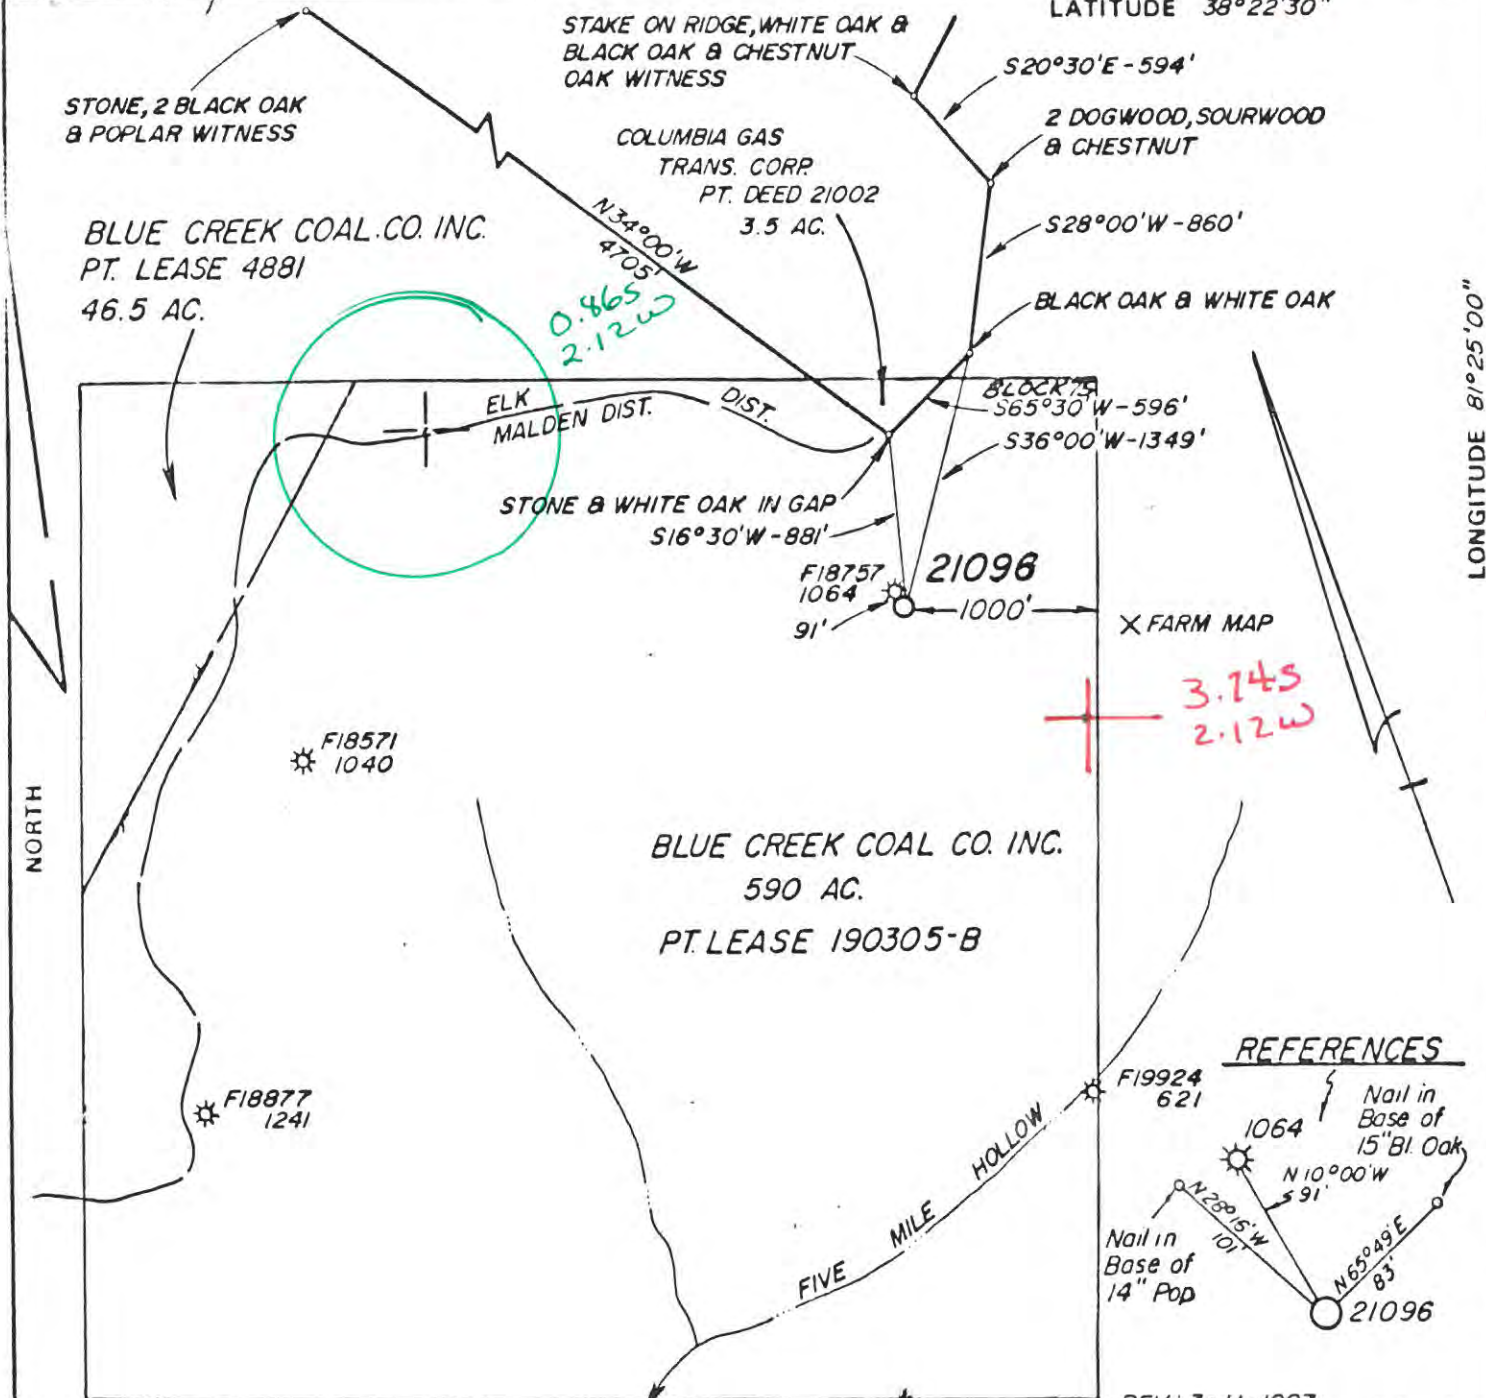 LATITUDE 38°22'30"
STAKE ON RIDGE, WHITE OAK &
BLACK OAK & CHESTNUT
OAK WITNESS
S20°30'E-594'
STONE, 2 BLACK OAK
& POPLAR WITNESS
2 DOGWOOD, SOURWOOD
& CHESTNUT
COLUMBIA GAS
TRANS. CORP.
PT. DEED 21002
3.5 AC.
N34°00'W
4705'
S28°00'W-860'
BLUE CREEK COAL.CO. INC.
PT. LEASE 4881
46.5 AC.
0.86S
2.12W
BLACK OAK & WHITE OAK
LONGITUDE 81°25'00"
BLOCK 75
S65°30'W-596'
S36°00'W-1349'
ELK DIST.
MALDEN DIST.
STONE & WHITE OAK IN GAP
S16°30'W-881'
F18757
1064
21096
91'
1000'
X FARM MAP
3.74S
2.12W
F18571
1040
NORTH
BLUE CREEK COAL CO. INC.
590 AC.
PT. LEASE 190305-B
F18877
1241
F19924
621
FIVE MILE HOLLOW
REFERENCES
Nail in
Base of
15" Bl. Oak
1064
N10°00'W
91'
N28°16'W
101'
N65°49'E
83'
Nail in
Base of
14" Pop
21096